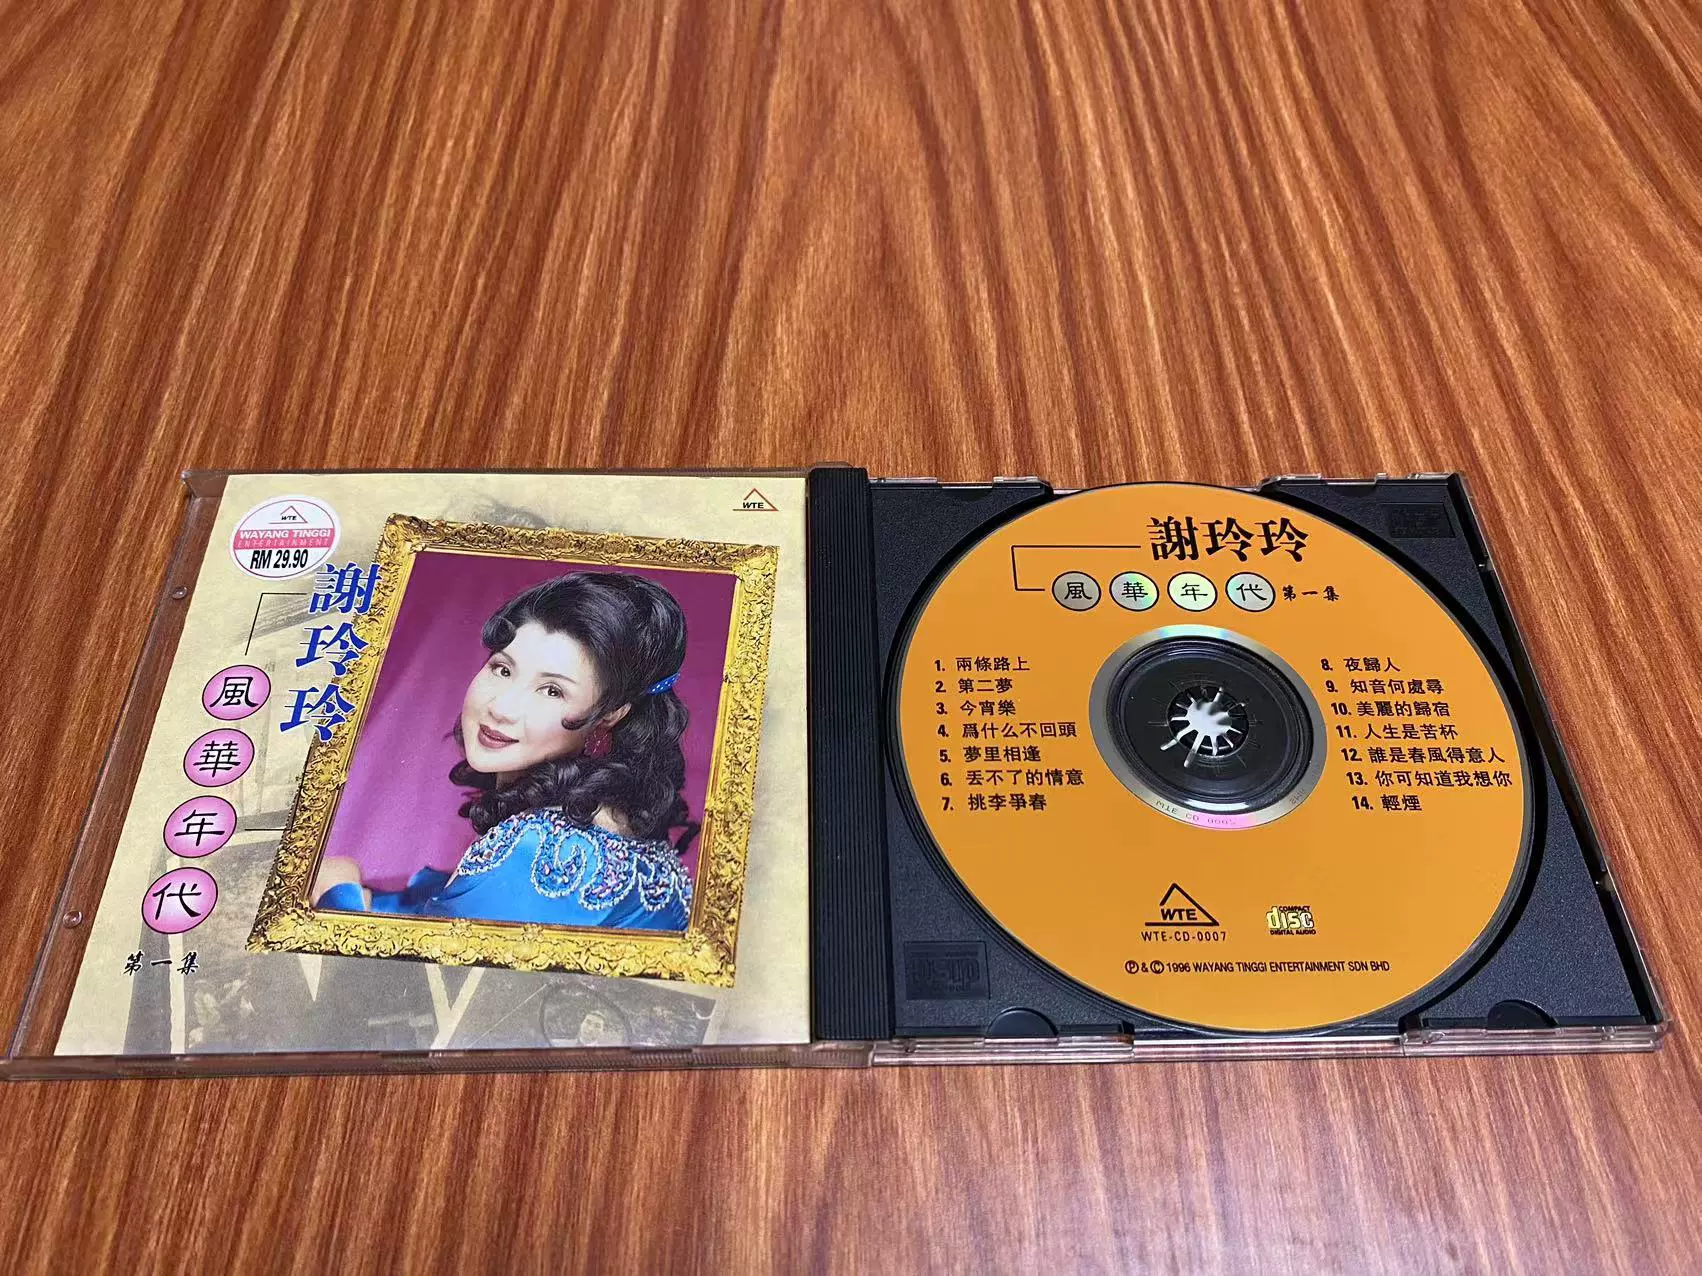 WTE
WAYANG TINGGI
ENTERTAINMENT
RM 29.90
WTE
謝玲玲
風華年代
第一集
謝玲玲
風華年代 第一集
1. 兩條路上
2. 第二夢
3. 今宵樂
4. 爲什么不回頭
5. 夢里相逢
6. 丟不了的情意
7. 挑李爭春
8. 夜歸人
9. 知音何處尋
10. 美麗的歸宿
11. 人生是苦杯
12. 誰是春風得意人
13. 你可知道我想你
14. 輕煙
WTE CD 0007
WTE
WTE-CD-0007
COMPACT
disc
DIGITAL AUDIO
℗ & © 1996 WAYANG TINGGI ENTERTAINMENT SDN BHD